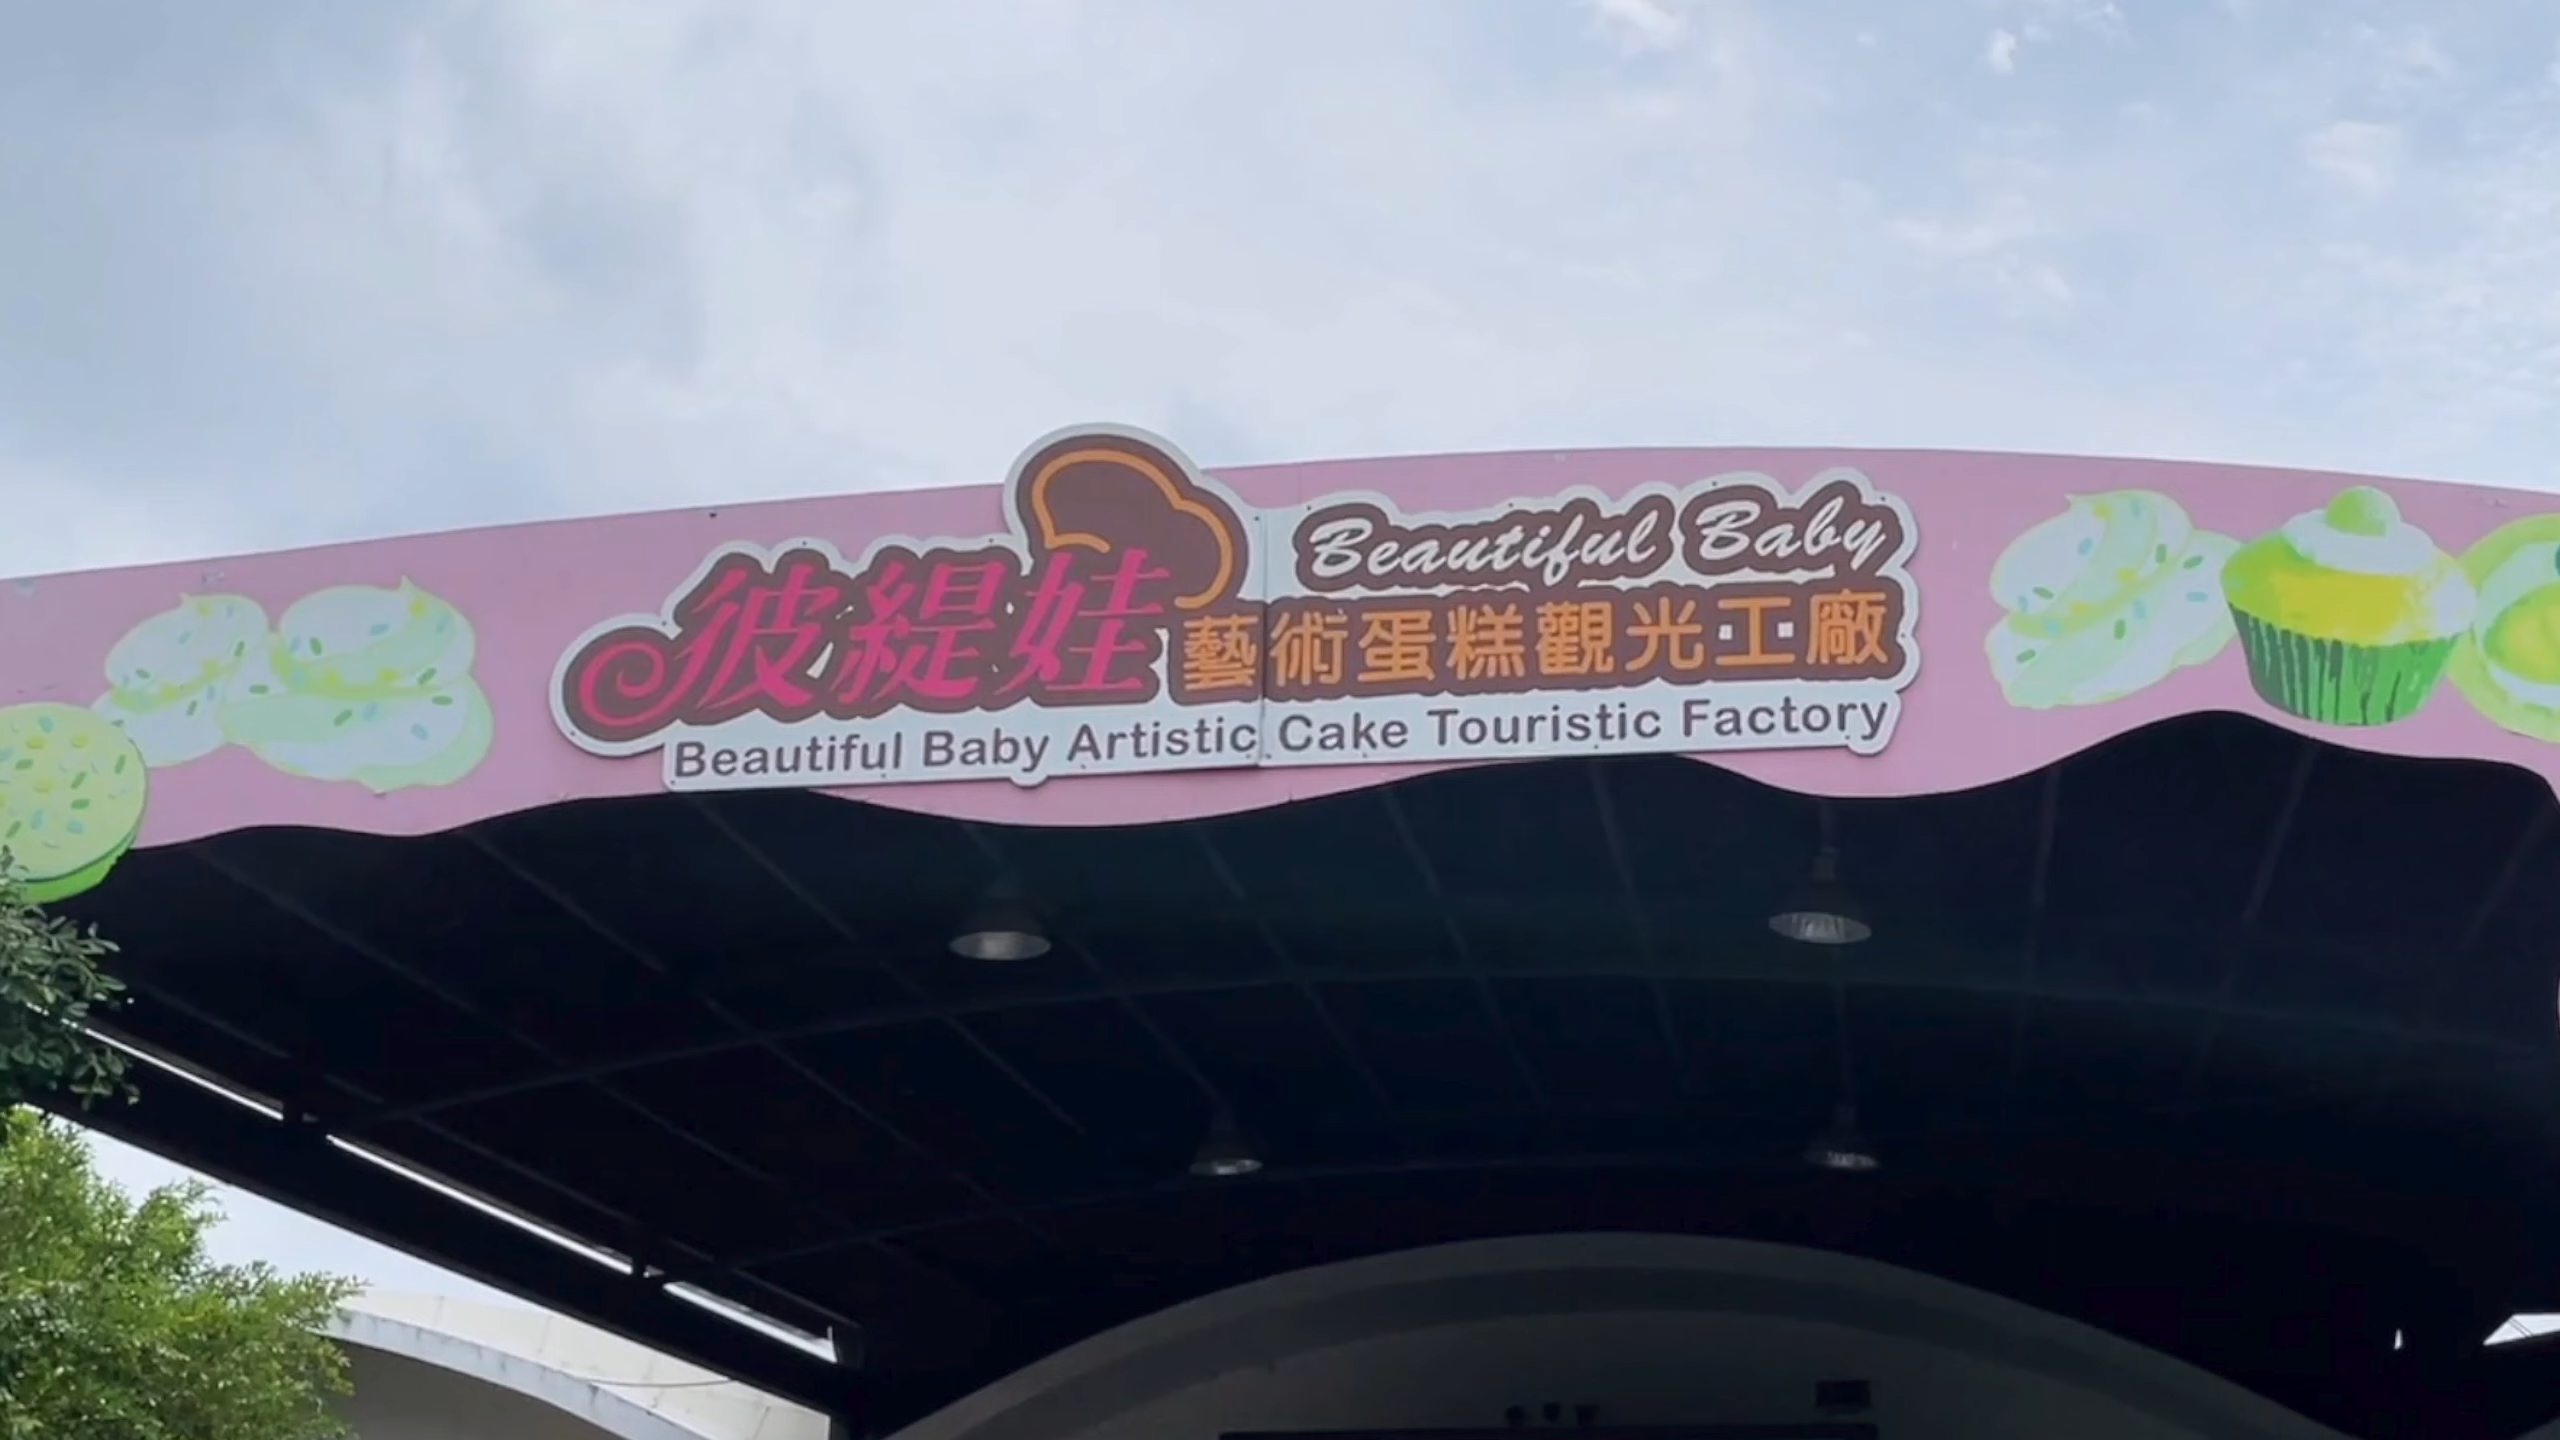 彼緹娃
Beautiful Baby
藝術蛋糕觀光工廠
Beautiful Baby Artistic Cake Touristic Factory